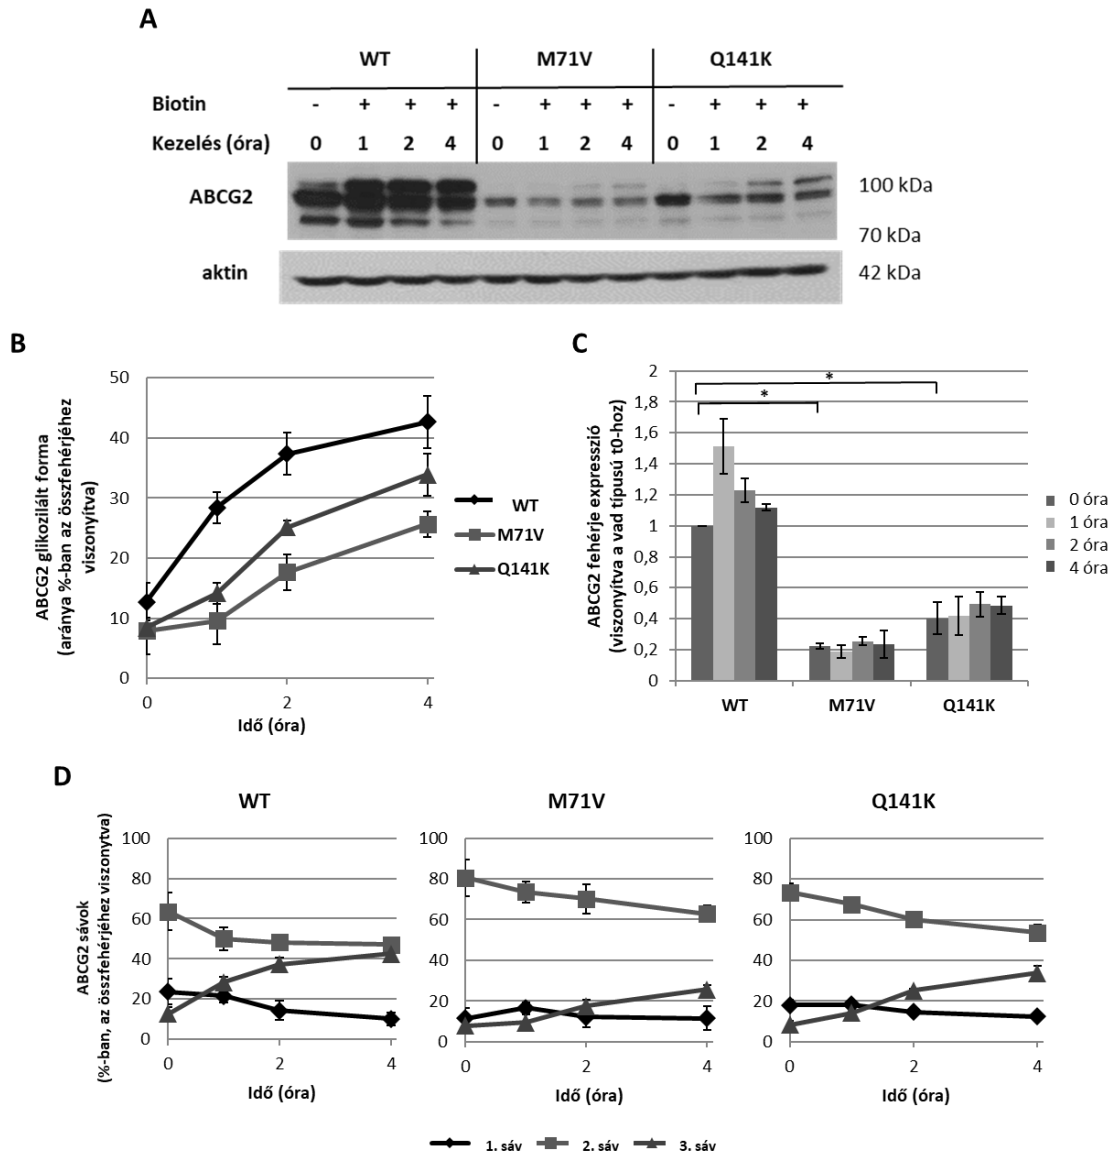 A
WT M71V Q141K
Biotin - + + + - + + + - + + +
Kezelés (óra) 0 1 2 4 0 1 2 4 0 1 2 4
ABCG2
100 kDa
70 kDa
aktin
42 kDa
B
ABCG2 glikozilált forma
(aránya %-ban az összfehérjéhez
viszonyítva)
50
40
30
20
10
0
0 2 4
Idő (óra)
WT
M71V
Q141K
C
ABCG2 fehérje expresszió
(viszonyítva a vad típusú t0-hoz)
2
1,8
1,6
1,4
1,2
1
0,8
0,6
0,4
0,2
0
* *
WT M71V Q141K
0 óra
1 óra
2 óra
4 óra
D
WT M71V Q141K
ABCG2 sávok
(%-ban, az összfehérjéhez viszonytva)
100
80
60
40
20
0
0 2 4
Idő (óra)
100
80
60
40
20
0
0 2 4
Idő (óra)
100
80
60
40
20
0
0 2 4
Idő (óra)
1. sáv 2. sáv 3. sáv